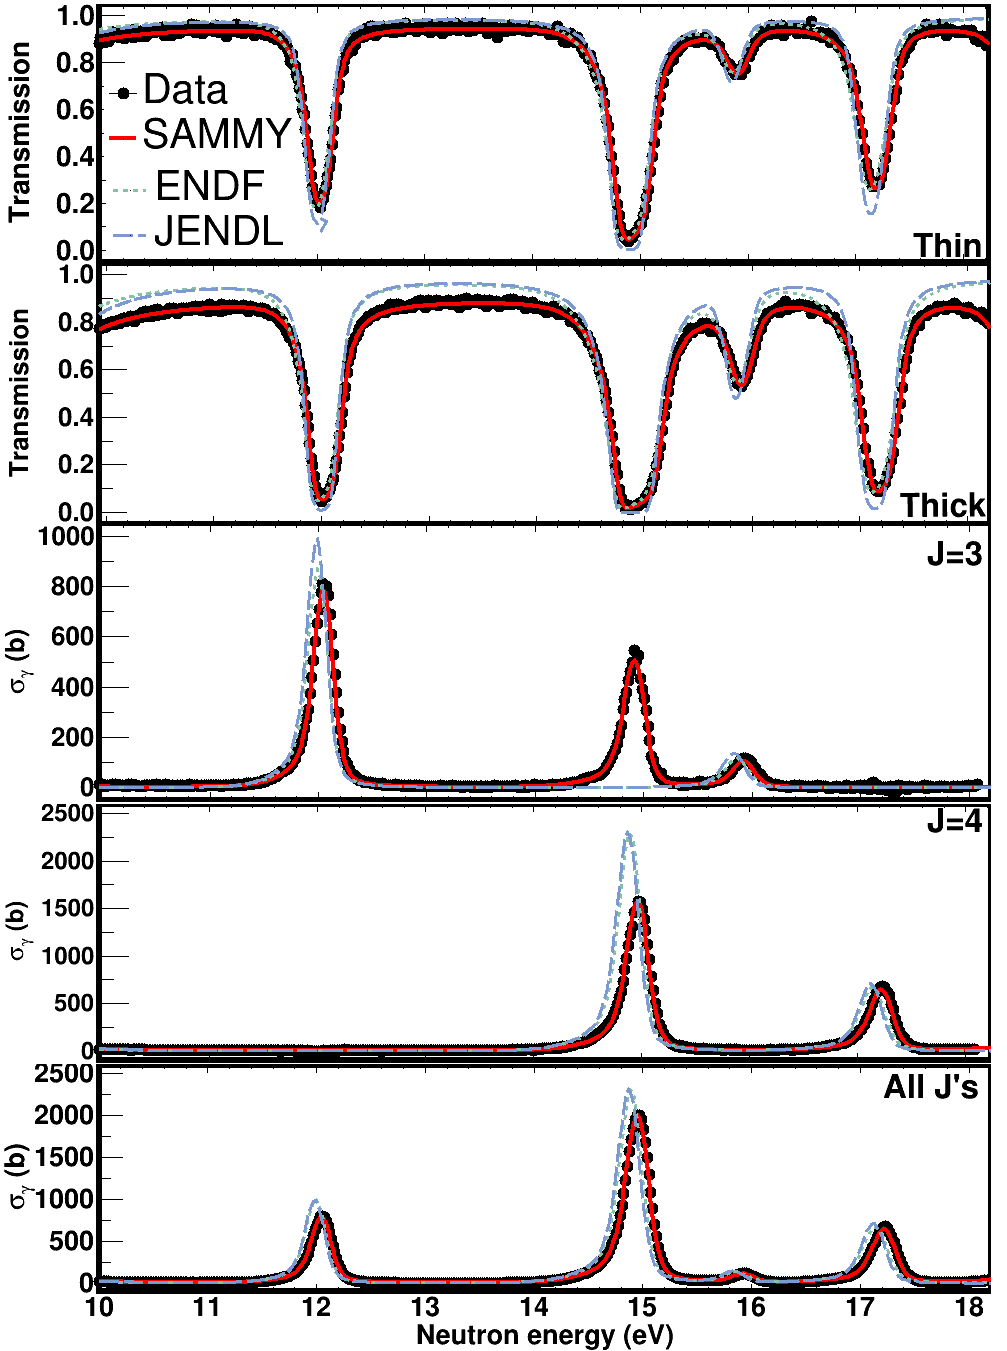 Transmission
1.0
0.8
0.6
0.4
0.2
0.0
Data
SAMMY
ENDF
JENDL
Thin
Transmission
1.0
0.8
0.6
0.4
0.2
0.0
Thick
σγ (b)
1000
800
600
400
200
0
J=3
σγ (b)
2500
2000
1500
1000
500
0
J=4
σγ (b)
2500
2000
1500
1000
500
0
All J's
10 11 12 13 14 15 16 17 18
Neutron energy (eV)